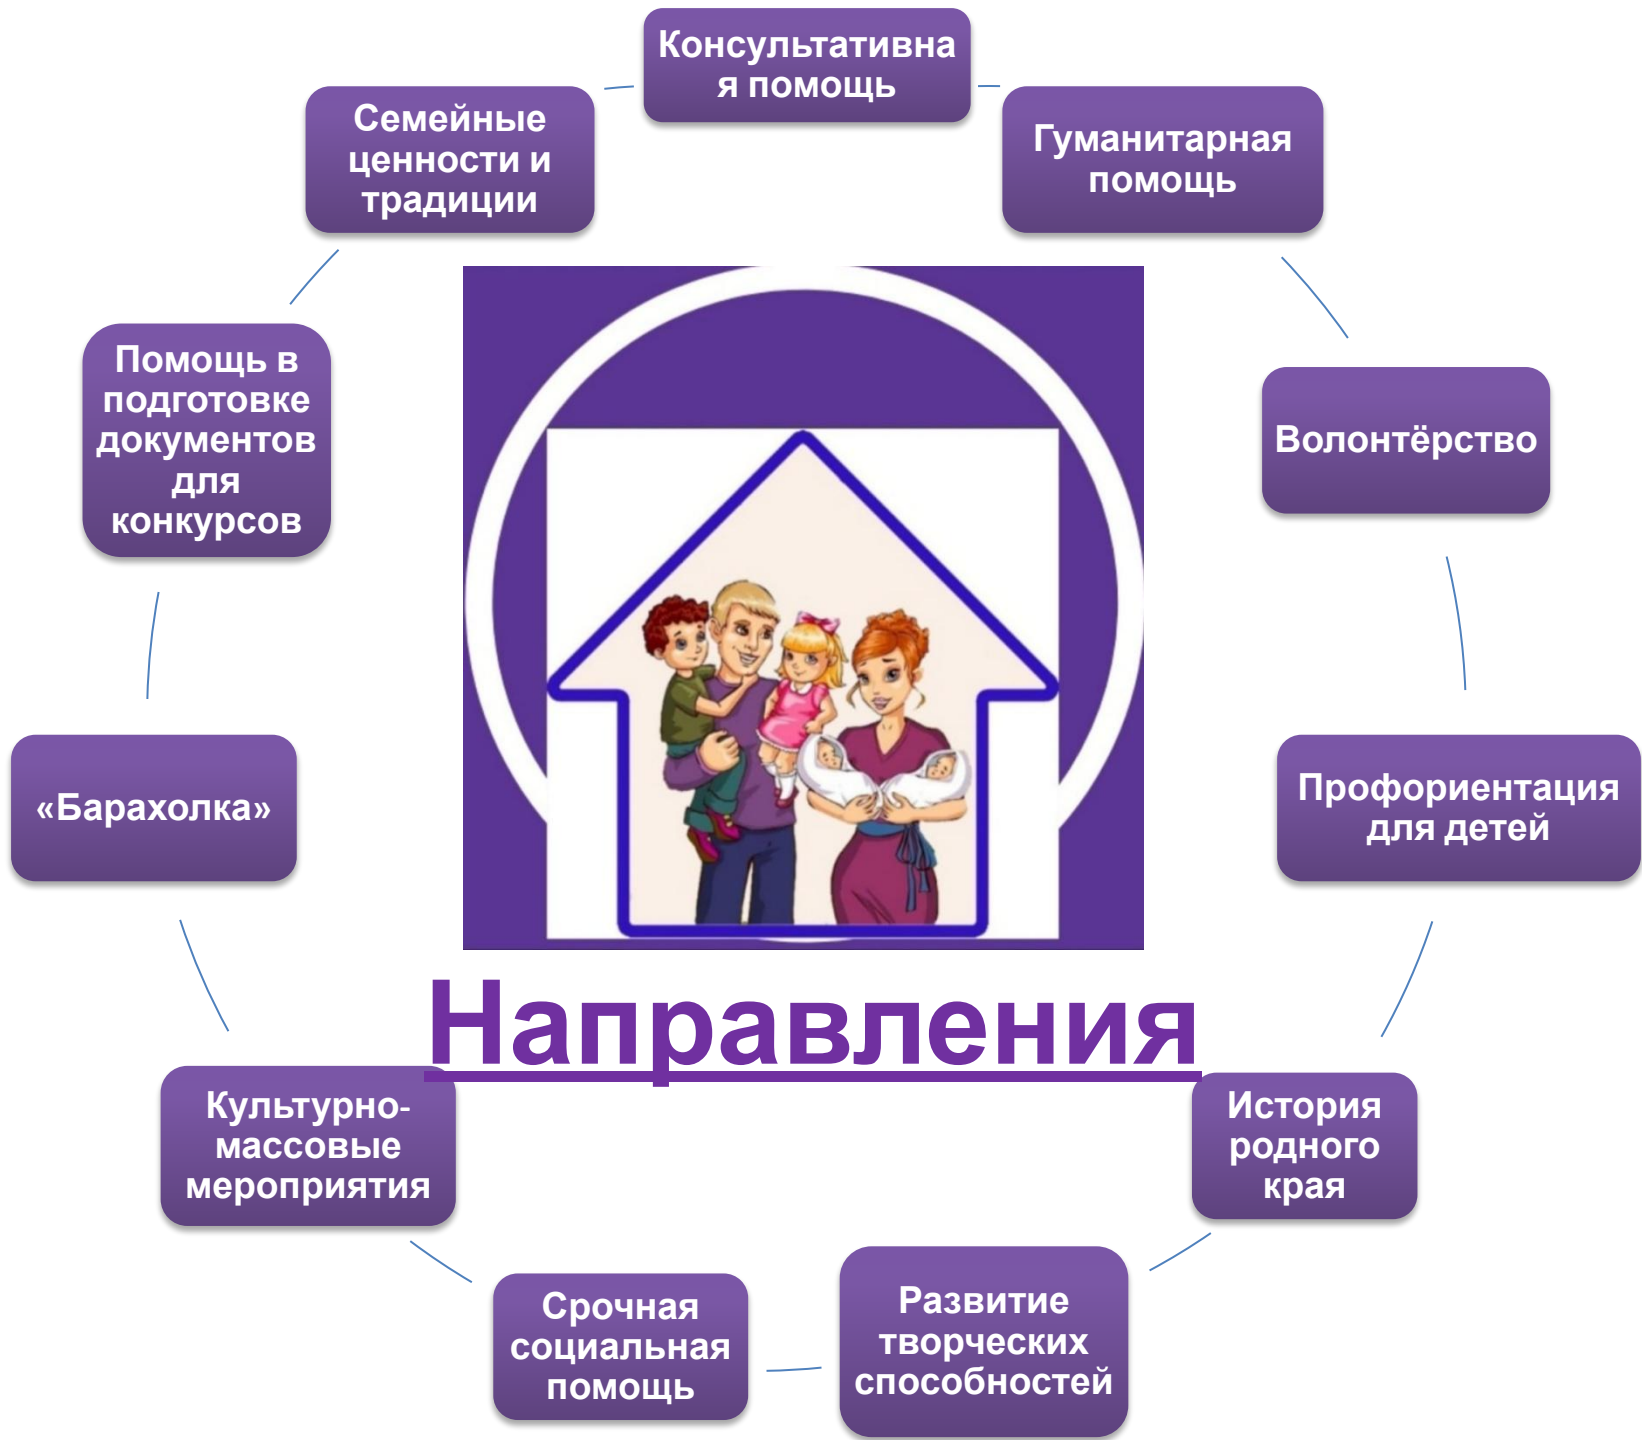 Консультативна
я помощь
Гуманитарная
помощь
Волонтёрство
Профориентация
для детей
История
родного
края
Развитие
творческих
способностей
Срочная
социальная
помощь
Культурно-
массовые
мероприятия
«Барахолка»
Помощь в
подготовке
документов
для
конкурсов
Семейные
ценности и
традиции
Направления